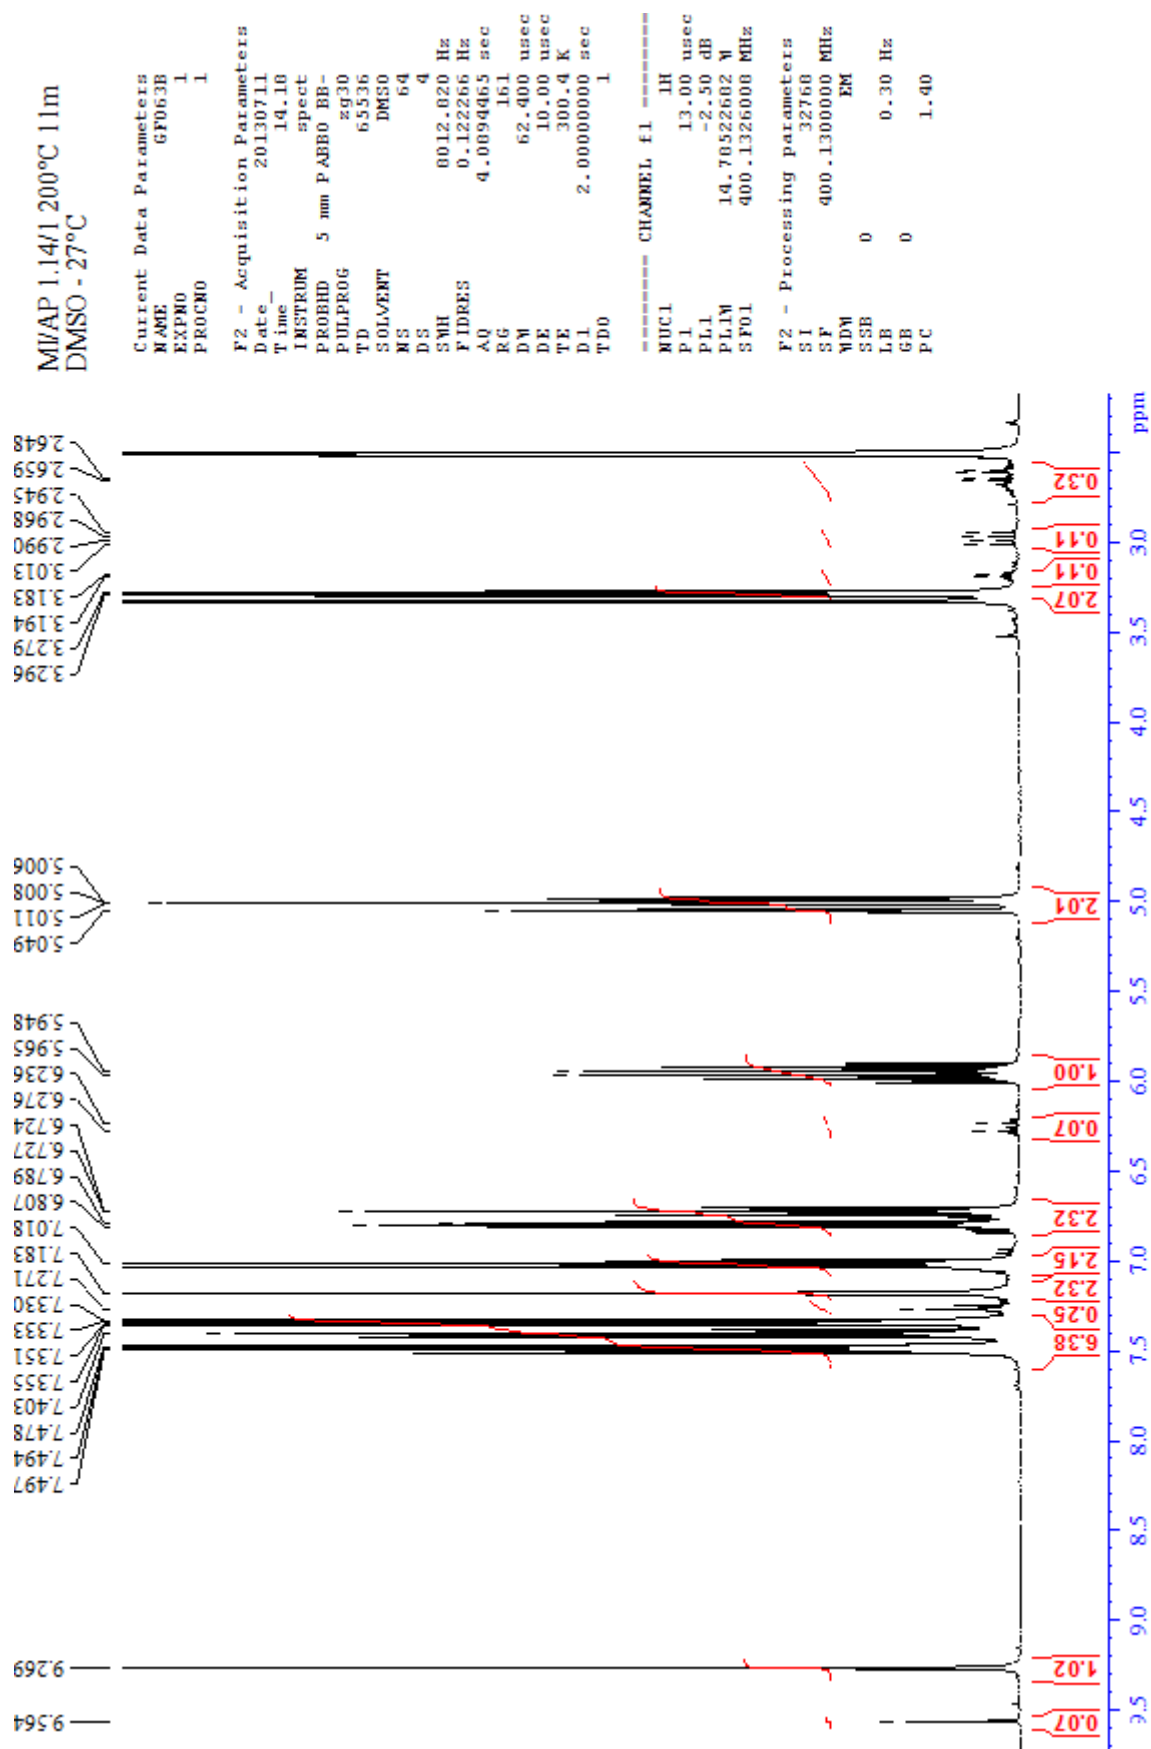 MI/AP 1.14/1 200°C 11m
DMSO - 27°C
Current Data Parameters
NAME GF063B
EXPNO 1
PROCNO 1
F2 - Acquisition Parameters
Date_ 20130711
Time 14.18
INSTRUM spect
PROBHD 5 mm PABBO BB-
PULPROG zg30
TD 65536
SOLVENT DMSO
NS 64
DS 4
SWH 8012.820 Hz
FIDRES 0.122266 Hz
AQ 4.0894465 sec
RG 161
DW 62.400 usec
DE 10.00 usec
TE 300.4 K
D1 2.00000000 sec
TD0 1
======== CHANNEL f1 ========
NUC1 1H
P1 13.00 usec
PL1 -2.50 dB
PL1W 14.78522682 W
SFO1 400.1326008 MHz
F2 - Processing parameters
SI 32768
SF 400.1300000 MHz
WDW EM
SSB 0
LB 0.30 Hz
GB 0
PC 1.40
2.648
2.659
2.945
2.968
2.990
3.013
3.183
3.194
3.279
3.296
5.006
5.008
5.011
5.049
5.948
5.965
6.236
6.276
6.724
6.727
6.789
6.807
7.018
7.183
7.271
7.330
7.333
7.351
7.355
7.403
7.478
7.494
7.497
9.269
9.564
0.32
0.11
0.11
2.07
2.01
1.00
0.07
2.32
2.15
2.32
0.25
6.38
1.02
0.07
ppm
3.0
3.5
4.0
4.5
5.0
5.5
6.0
6.5
7.0
7.5
8.0
8.5
9.0
9.5